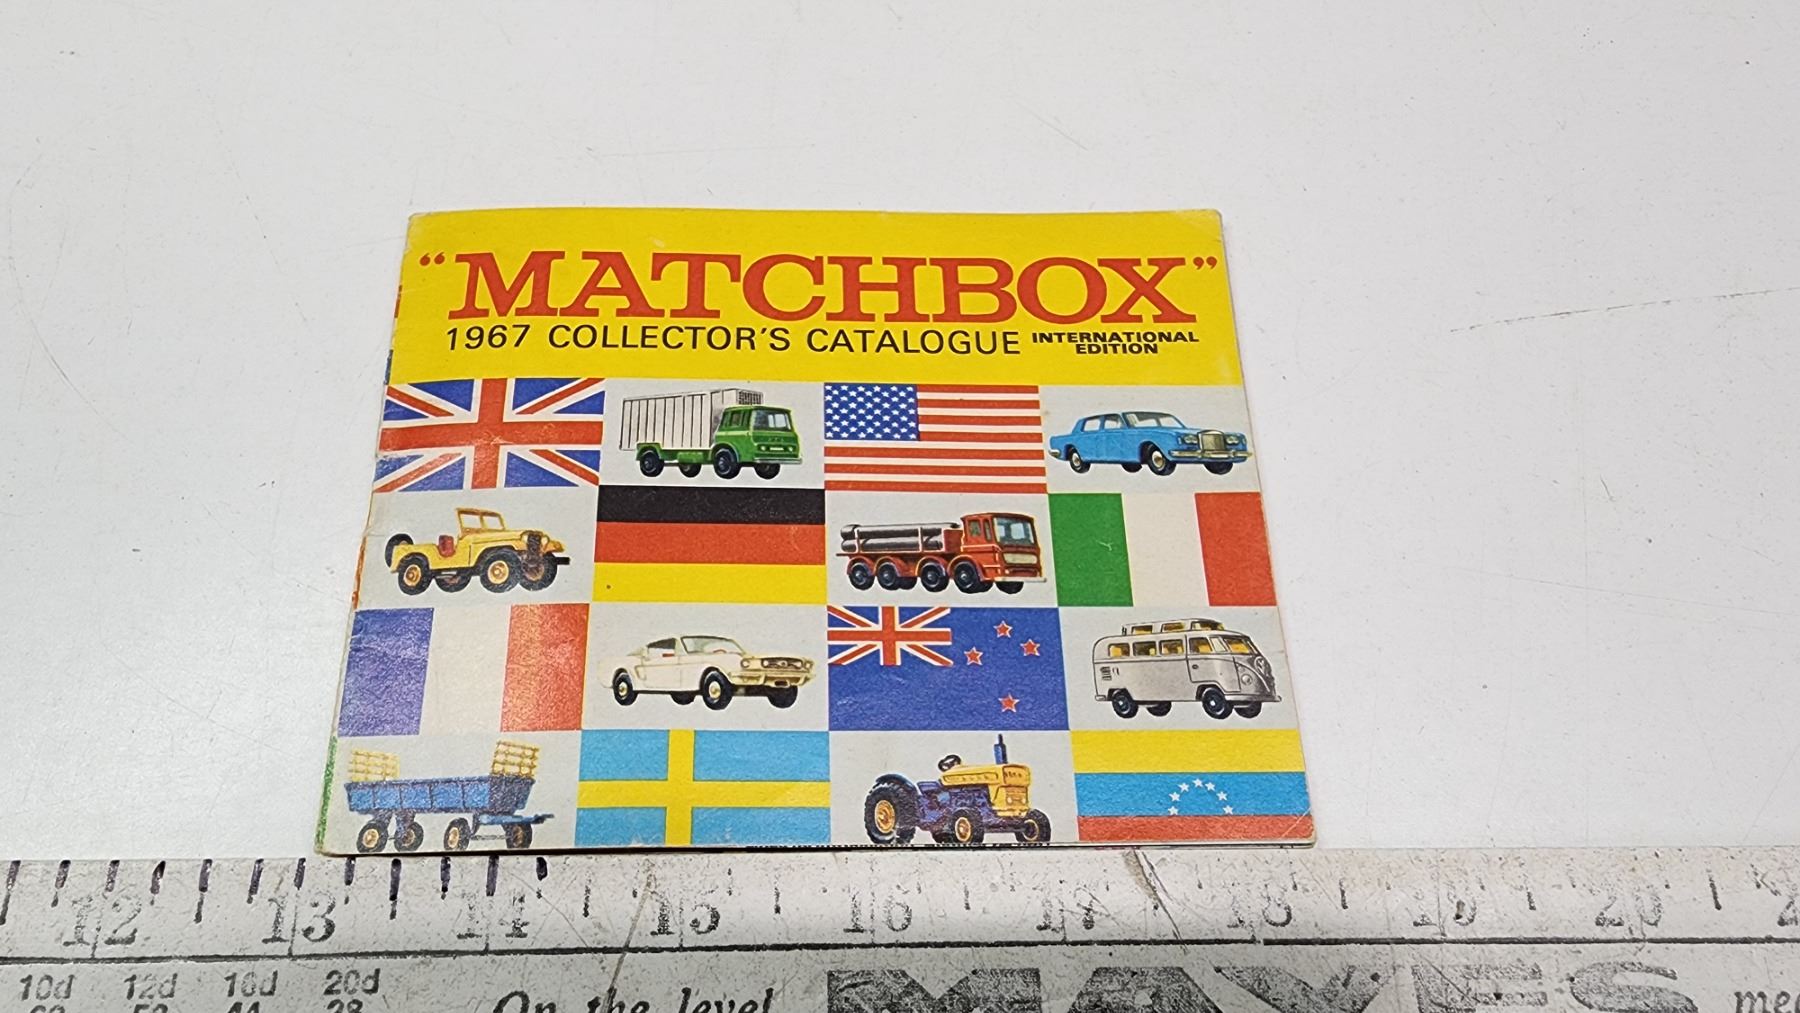 “MATCHBOX”
1967 COLLECTOR'S CATALOGUE
INTERNATIONAL
EDITION
12 13 14 15 16 17 18 19 20
10d 12d 16d 20d
On the level
MAYES